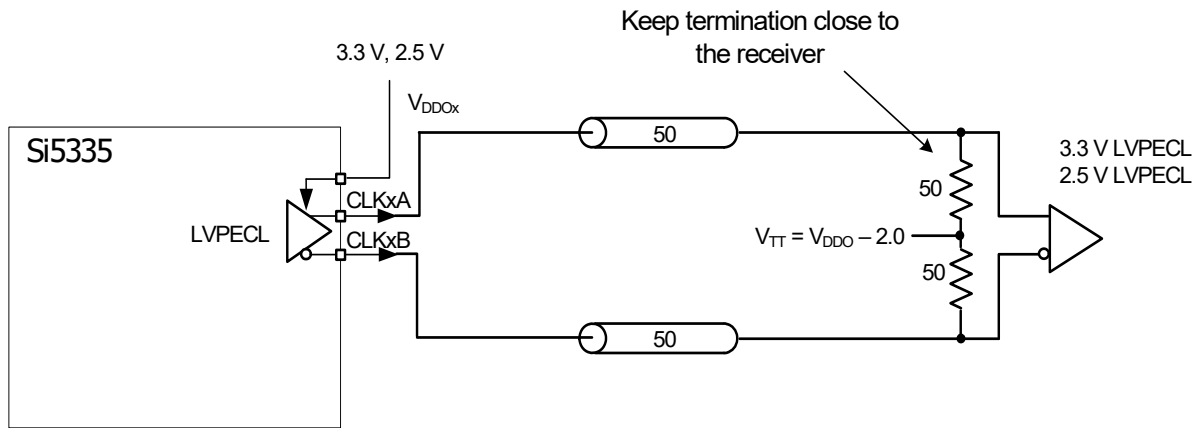 Keep termination close to
the receiver
3.3 V, 2.5 V
VDDOx
50
Si5335
3.3 V LVPECL
2.5 V LVPECL
50
CLKxA
LVPECL
VTT = VDDO – 2.0
CLKxB
50
50